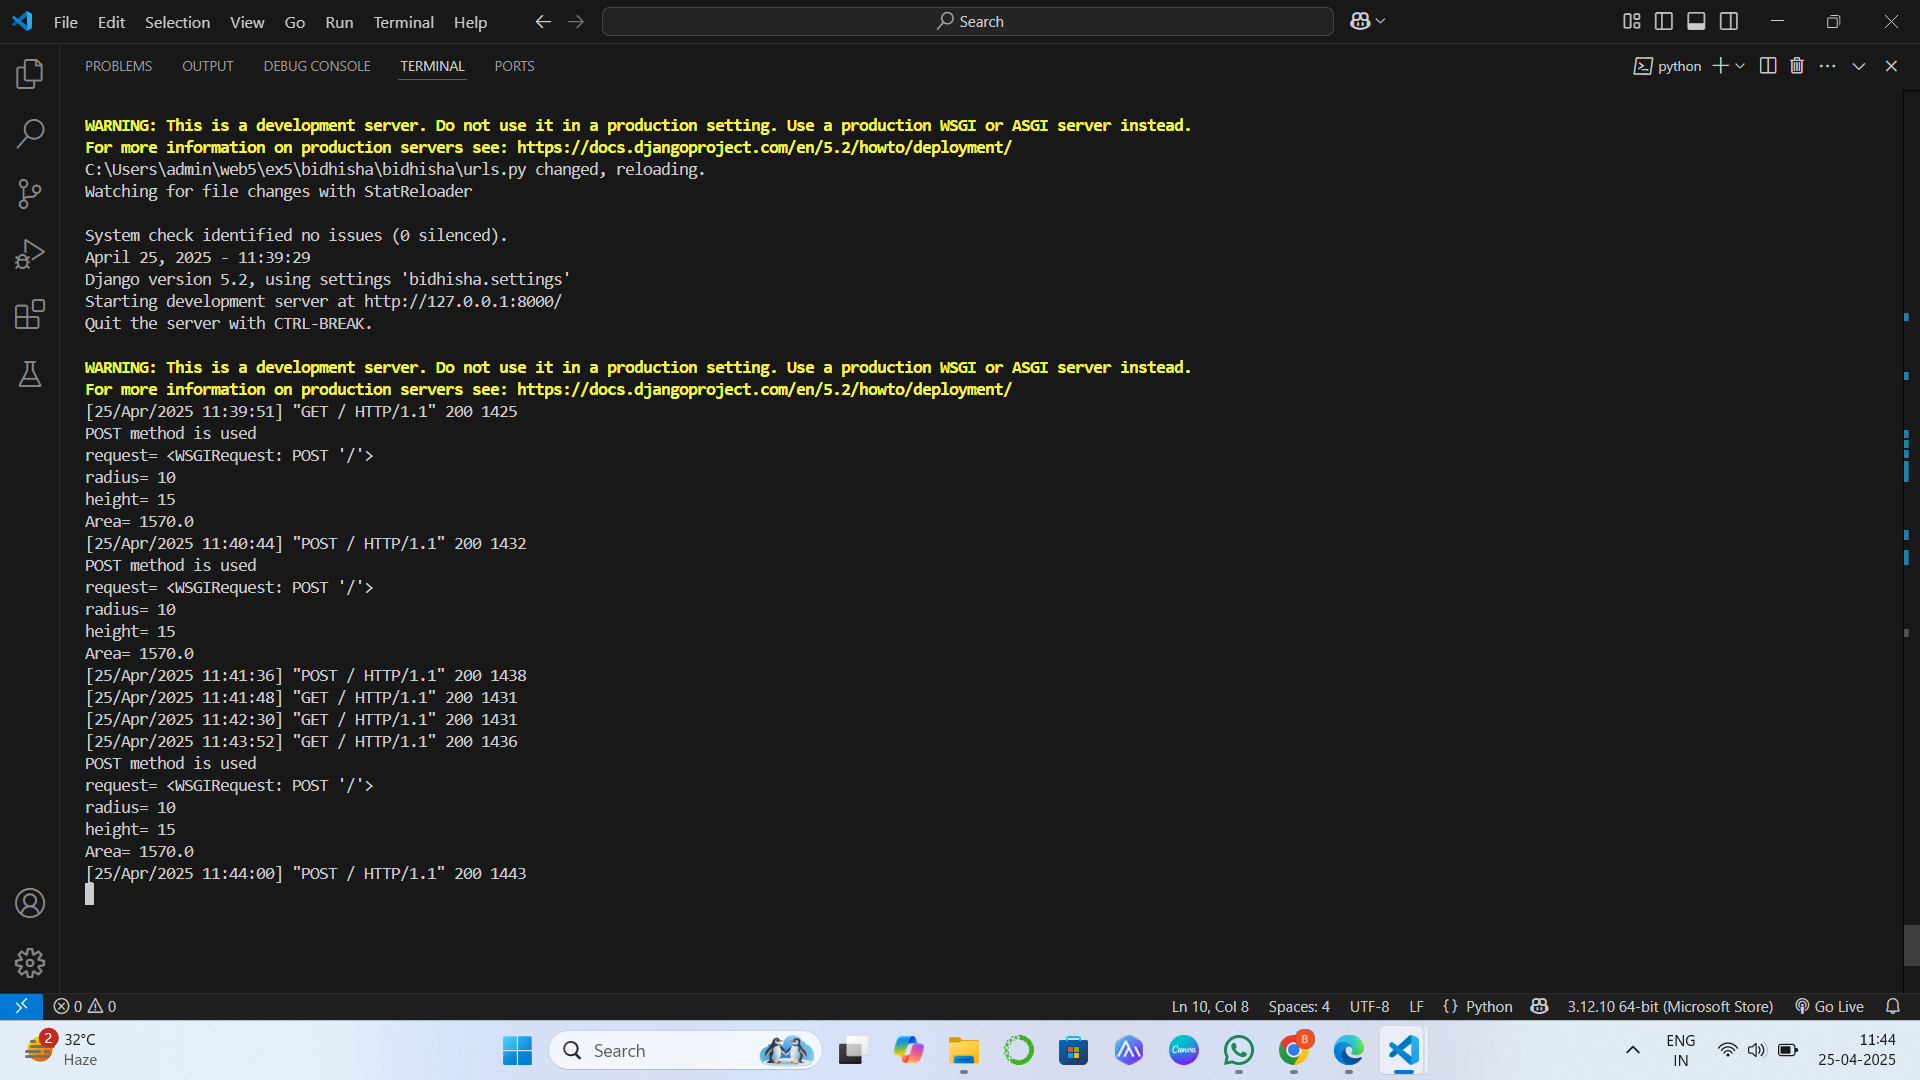 File Edit Selection View Go Run Terminal Help
Search
PROBLEMS OUTPUT DEBUG CONSOLE TERMINAL PORTS
python
WARNING: This is a development server. Do not use it in a production setting. Use a production WSGI or ASGI server instead.
For more information on production servers see: https://docs.djangoproject.com/en/5.2/howto/deployment/
C:\Users\admin\web5\ex5\bidhisha\bidhisha\urls.py changed, reloading.
Watching for file changes with StatReloader
System check identified no issues (0 silenced).
April 25, 2025 - 11:39:29
Django version 5.2, using settings 'bidhisha.settings'
Starting development server at http://127.0.0.1:8000/
Quit the server with CTRL-BREAK.
WARNING: This is a development server. Do not use it in a production setting. Use a production WSGI or ASGI server instead.
For more information on production servers see: https://docs.djangoproject.com/en/5.2/howto/deployment/
[25/Apr/2025 11:39:51] "GET / HTTP/1.1" 200 1425
POST method is used
request= <WSGIRequest: POST '/'>
radius= 10
height= 15
Area= 1570.0
[25/Apr/2025 11:40:44] "POST / HTTP/1.1" 200 1432
POST method is used
request= <WSGIRequest: POST '/'>
radius= 10
height= 15
Area= 1570.0
[25/Apr/2025 11:41:36] "POST / HTTP/1.1" 200 1438
[25/Apr/2025 11:41:48] "GET / HTTP/1.1" 200 1431
[25/Apr/2025 11:42:30] "GET / HTTP/1.1" 200 1431
[25/Apr/2025 11:43:52] "GET / HTTP/1.1" 200 1436
POST method is used
request= <WSGIRequest: POST '/'>
radius= 10
height= 15
Area= 1570.0
[25/Apr/2025 11:44:00] "POST / HTTP/1.1" 200 1443
0 0
Ln 10, Col 8 Spaces: 4 UTF-8 LF {} Python 3.12.10 64-bit (Microsoft Store) Go Live
2
32°C
Haze
Search
Canva
B
ENG
IN
11:44
25-04-2025